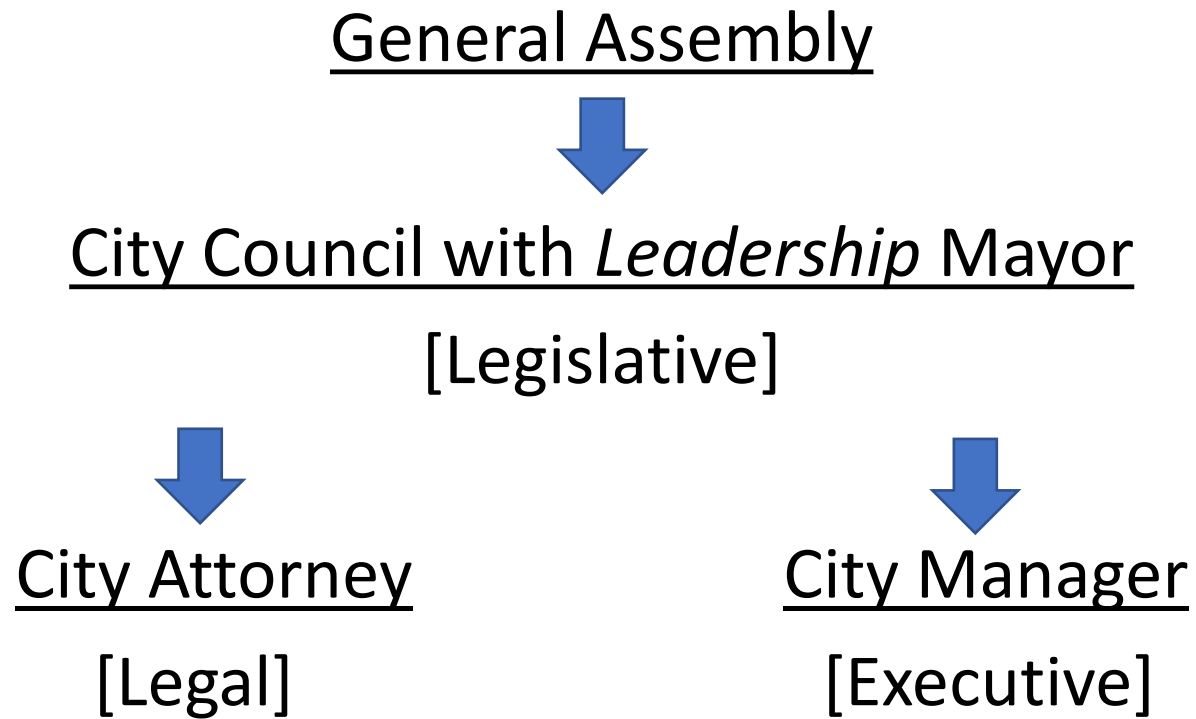 General Assembly
City Council with Leadership Mayor
[Legislative]
City Attorney
[Legal]
City Manager
[Executive]